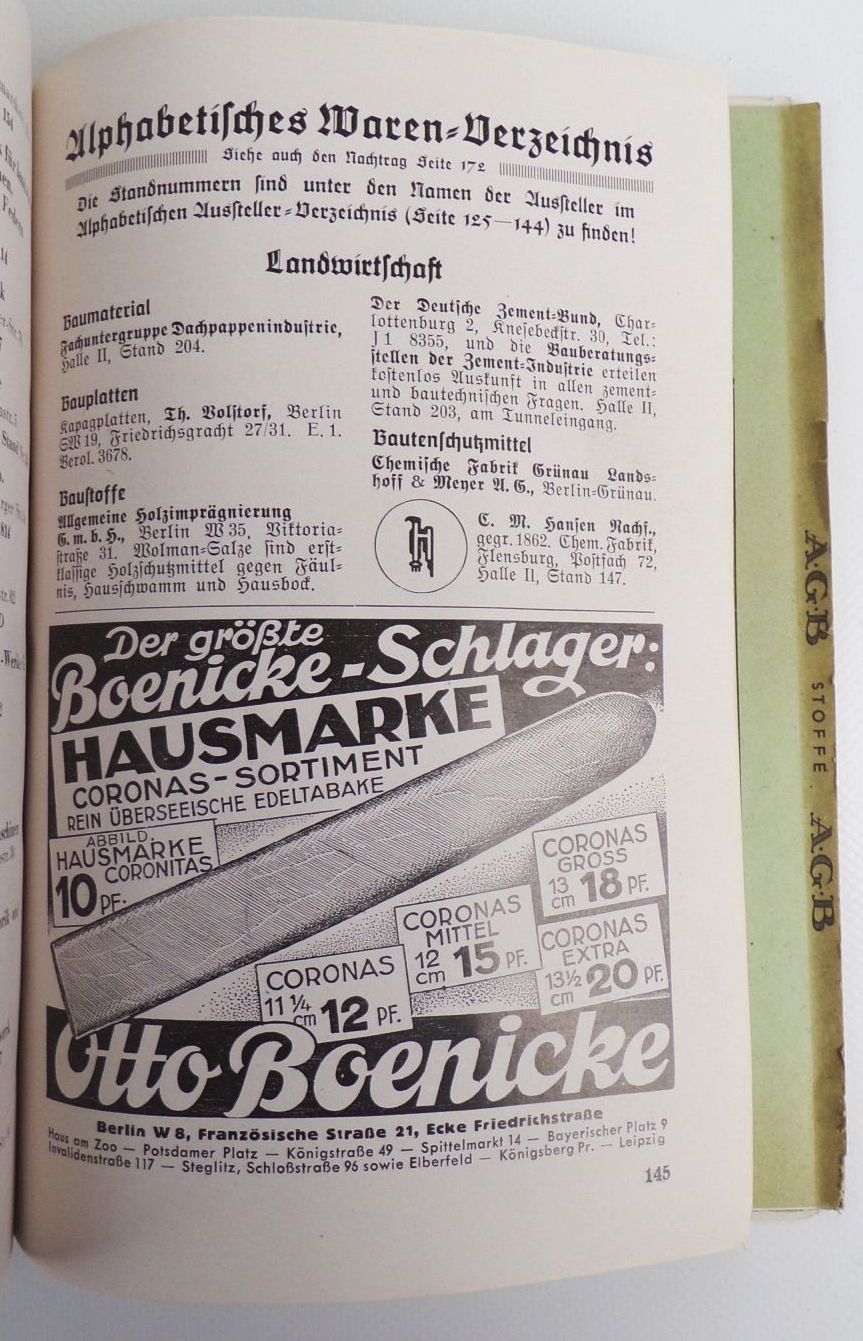 Alphabetisches Waren-Verzeichnis
Siehe auch den Nachtrag Seite 172
Die Standnummern sind unter den Namen der Aussteller im
Alphabetischen Aussteller-Verzeichnis (Seite 125—144) zu finden!
Landwirtschaft
Baumaterial
Fachuntergruppe Dachpappenindustrie,
Halle II, Stand 204.
Bauplatten
Kapagplatten, Th. Volstorf, Berlin
SW 19, Friedrichsgracht 27/31. E. 1.
Berol. 3678.
Baustoffe
Allgemeine Holzimprägnierung
G. m. b. H., Berlin W 35, Viktoria-
straße 31. Wolman-Salze sind erst-
klassige Holzschutzmittel gegen Fäul-
nis, Hausschwamm und Hausbock.
Der Deutsche Zement-Bund, Char-
lottenburg 2, Knesebeckstr. 30, Tel.:
J 1 8355, und die Bauberatungs-
stellen der Zement-Industrie erteilen
kostenlos Auskunft in allen zement-
und bautechnischen Fragen. Halle II,
Stand 203, am Tunneleingang.
Bautenschutzmittel
Chemische Fabrik Grünau Lands-
hoff & Meyer A. G., Berlin-Grünau.
C. M. Hansen Nachf.,
gegr. 1862. Chem. Fabrik,
Flensburg, Postfach 72,
Halle II, Stand 147.
Der größte
Boenicke-Schlager:
HAUSMARKE
CORONAS-SORTIMENT
REIN ÜBERSEEISCHE EDELTABAKE
ABBILD.
HAUSMARKE
CORONITAS
10 PF.
CORONAS
11 ¼ cm 12 PF.
CORONAS
MITTEL
12 cm 15 PF.
CORONAS
GROSS
13 cm 18 PF.
CORONAS
EXTRA
13½ cm 20 PF.
Otto Boenicke
Berlin W 8, Französische Straße 21, Ecke Friedrichstraße
Haus am Zoo — Potsdamer Platz — Königstraße 49 — Spittelmarkt 14 — Bayerischer Platz 9
Invalidenstraße 117 — Steglitz, Schloßstraße 96 sowie Elberfeld — Königsberg Pr. — Leipzig
145
A·G·B STOFFE A·G·B